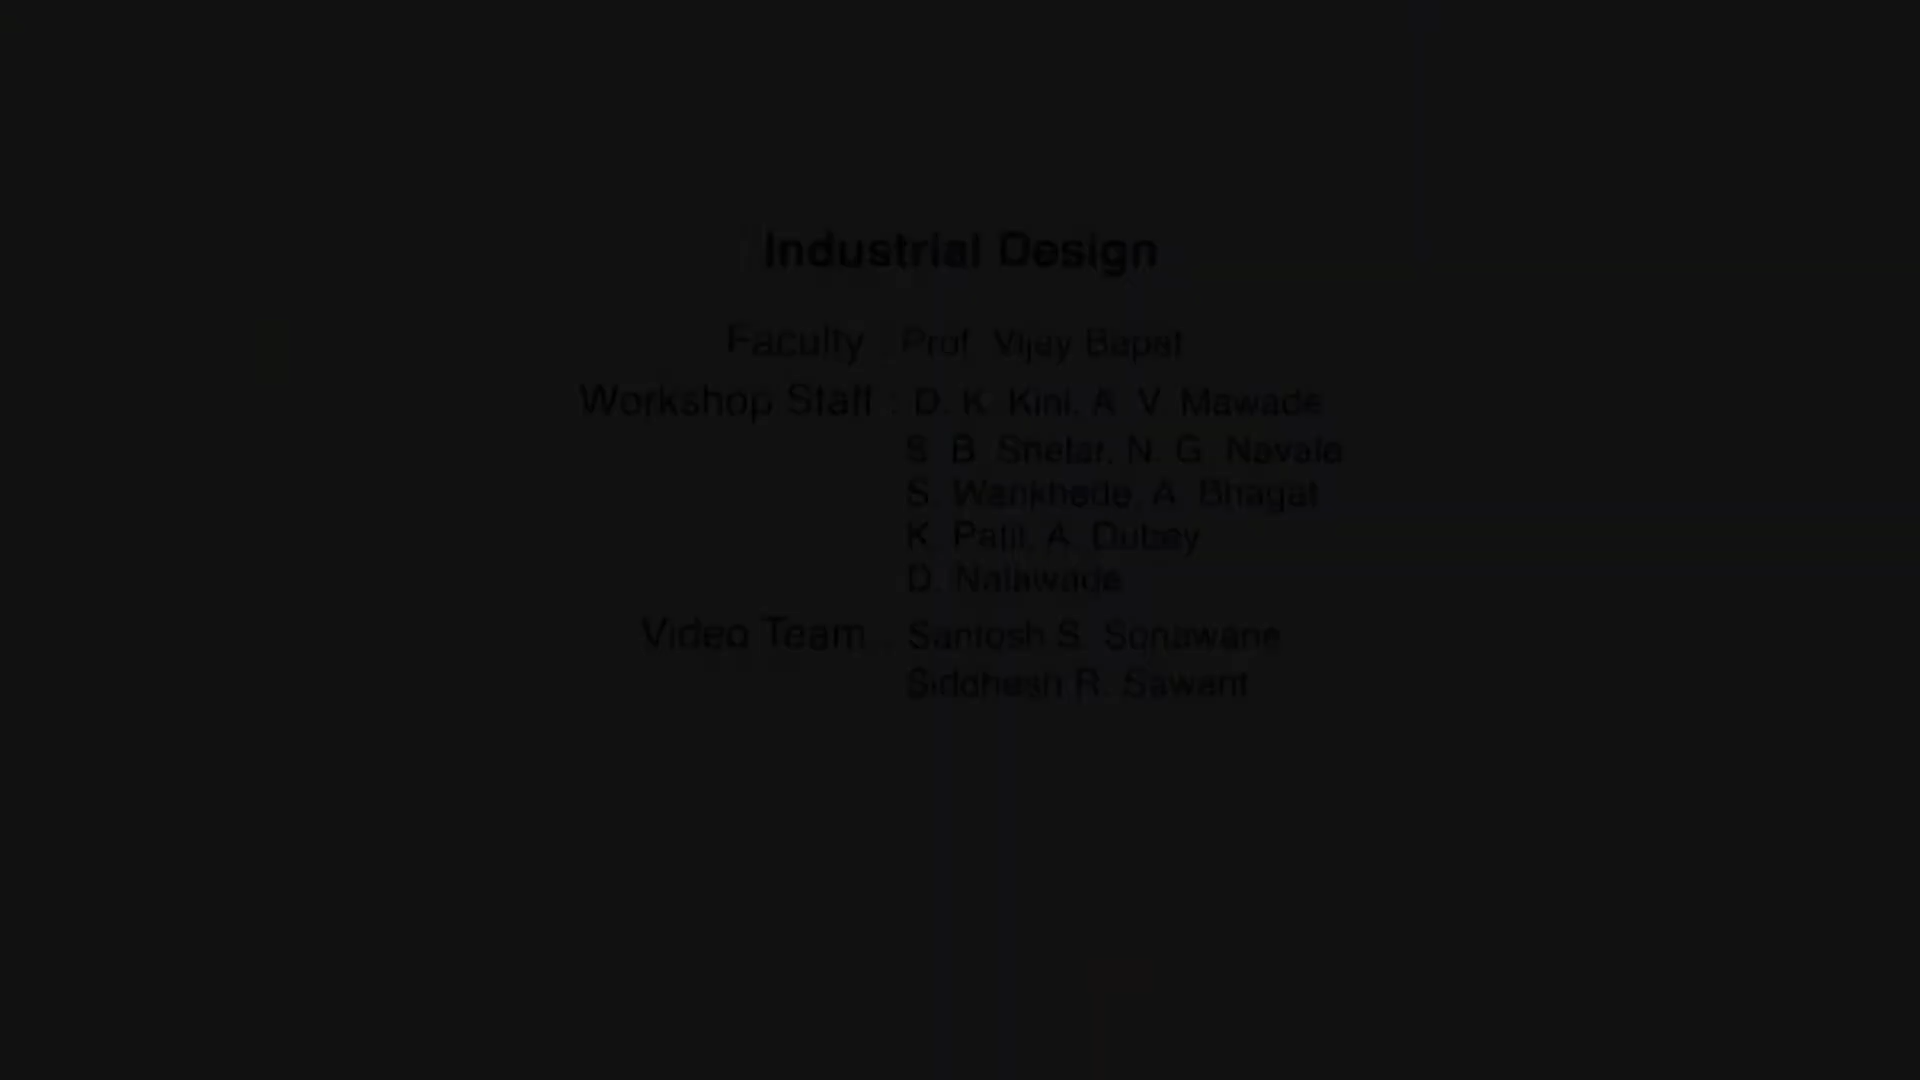 Industrial Design
Faculty : Prof. Vijay Bapat
Workshop Staff : D. K. Kini, A. V. Mawade
S. B. Shelar, N. G. Navale
S. Wankhede, A. Bhagat
K. Patil, A. Dubey
D. Nalawade
Video Team : Santosh S. Sonawane
Siddhesh R. Sawant